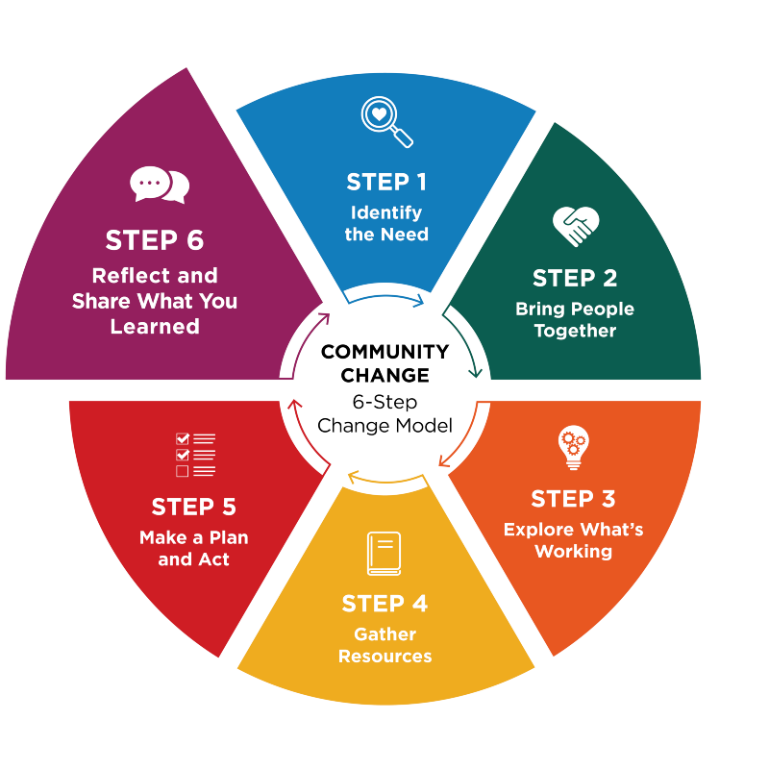 STEP 1
Identify
the Need
STEP 2
Bring People
Together
STEP 3
Explore What's
Working
STEP 4
Gather
Resources
STEP 5
Make a Plan
and Act
STEP 6
Reflect and
Share What You
Learned
COMMUNITY
CHANGE
6-Step
Change Model